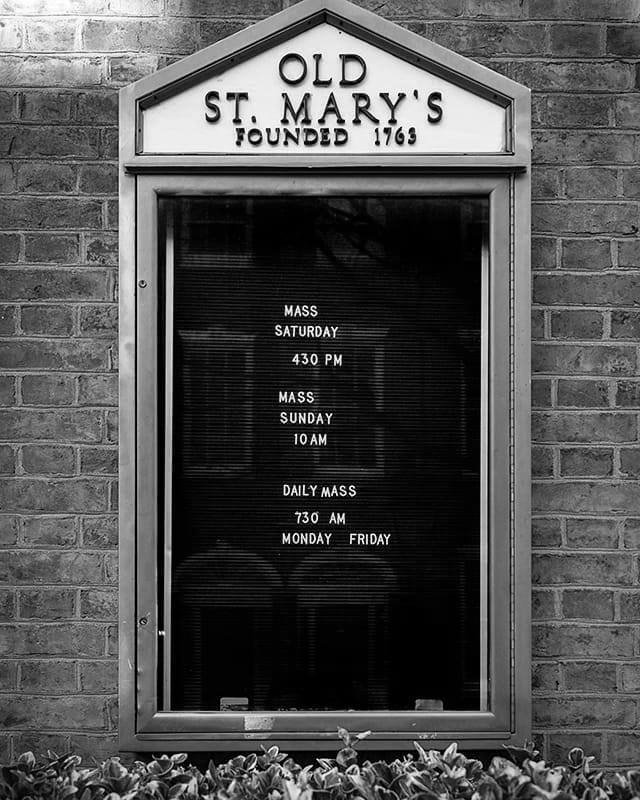 OLD
ST. MARY'S
FOUNDED 1763
MASS
SATURDAY
430 PM
MASS
SUNDAY
10 AM
DAILY MASS
730 AM
MONDAY FRIDAY